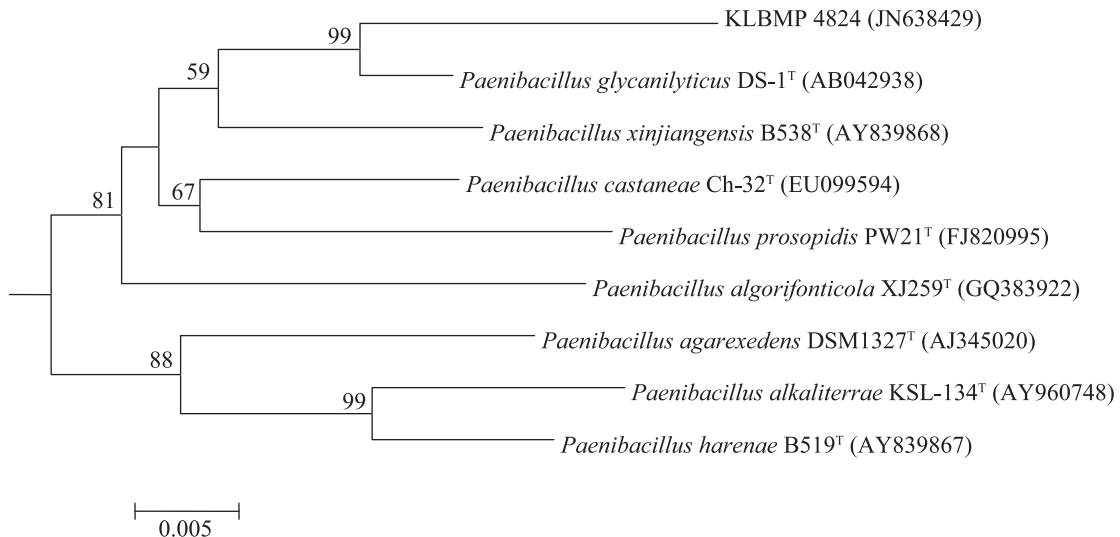 99
KLBMP 4824 (JN638429)
59
Paenibacillus glycanilyticus DS-1ᵀ (AB042938)
Paenibacillus xinjiangensis B538ᵀ (AY839868)
81
67
Paenibacillus castaneae Ch-32ᵀ (EU099594)
Paenibacillus prosopidis PW21ᵀ (FJ820995)
Paenibacillus algorifonticola XJ259ᵀ (GQ383922)
88
Paenibacillus agarexedens DSM1327ᵀ (AJ345020)
99
Paenibacillus alkaliterrae KSL-134ᵀ (AY960748)
Paenibacillus harenae B519ᵀ (AY839867)
0.005